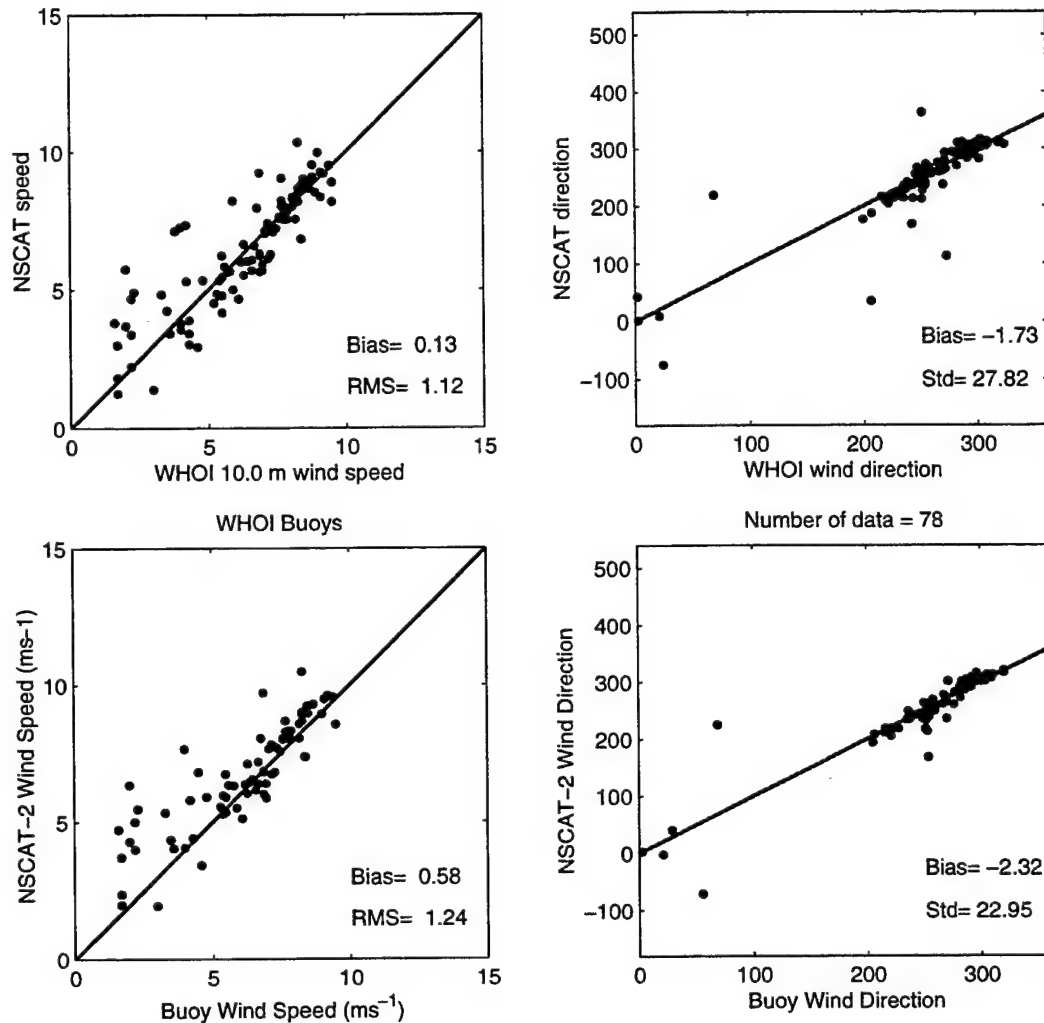 15
10
5
0
NSCAT speed
Bias= 0.13
RMS= 1.12
0 5 10 15
WHOI 10.0 m wind speed
500
400
300
200
100
0
−100
NSCAT direction
Bias= −1.73
Std= 27.82
0 100 200 300
WHOI wind direction
WHOI Buoys
15
10
5
0
NSCAT−2 Wind Speed (ms−1)
Bias= 0.58
RMS= 1.24
0 5 10 15
Buoy Wind Speed (ms⁻¹)
Number of data = 78
500
400
300
200
100
0
−100
NSCAT−2 Wind Direction
Bias= −2.32
Std= 22.95
0 100 200 300
Buoy Wind Direction